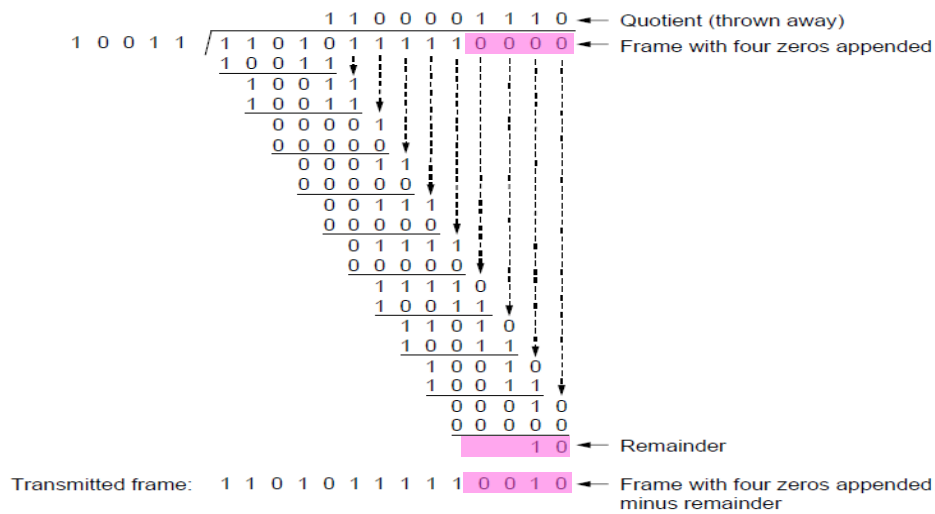 1 1 0 0 0 0 1 1 1 0 Quotient (thrown away)
1 0 0 1 1 1 1 0 1 0 1 1 1 1 1 0 0 0 0 Frame with four zeros appended
1 0 0 1 1
1 0 0 1 1
1 0 0 1 1
0 0 0 0 1
0 0 0 0 0
0 0 0 1 1
0 0 0 0 0
0 0 1 1 1
0 0 0 0 0
0 1 1 1 1
0 0 0 0 0
1 1 1 1 0
1 0 0 1 1
1 1 0 1 0
1 0 0 1 1
1 0 0 1 0
1 0 0 1 1
0 0 0 1 0
0 0 0 0 0
1 0 Remainder
Transmitted frame: 1 1 0 1 0 1 1 1 1 1 0 0 1 0 Frame with four zeros appended
minus remainder